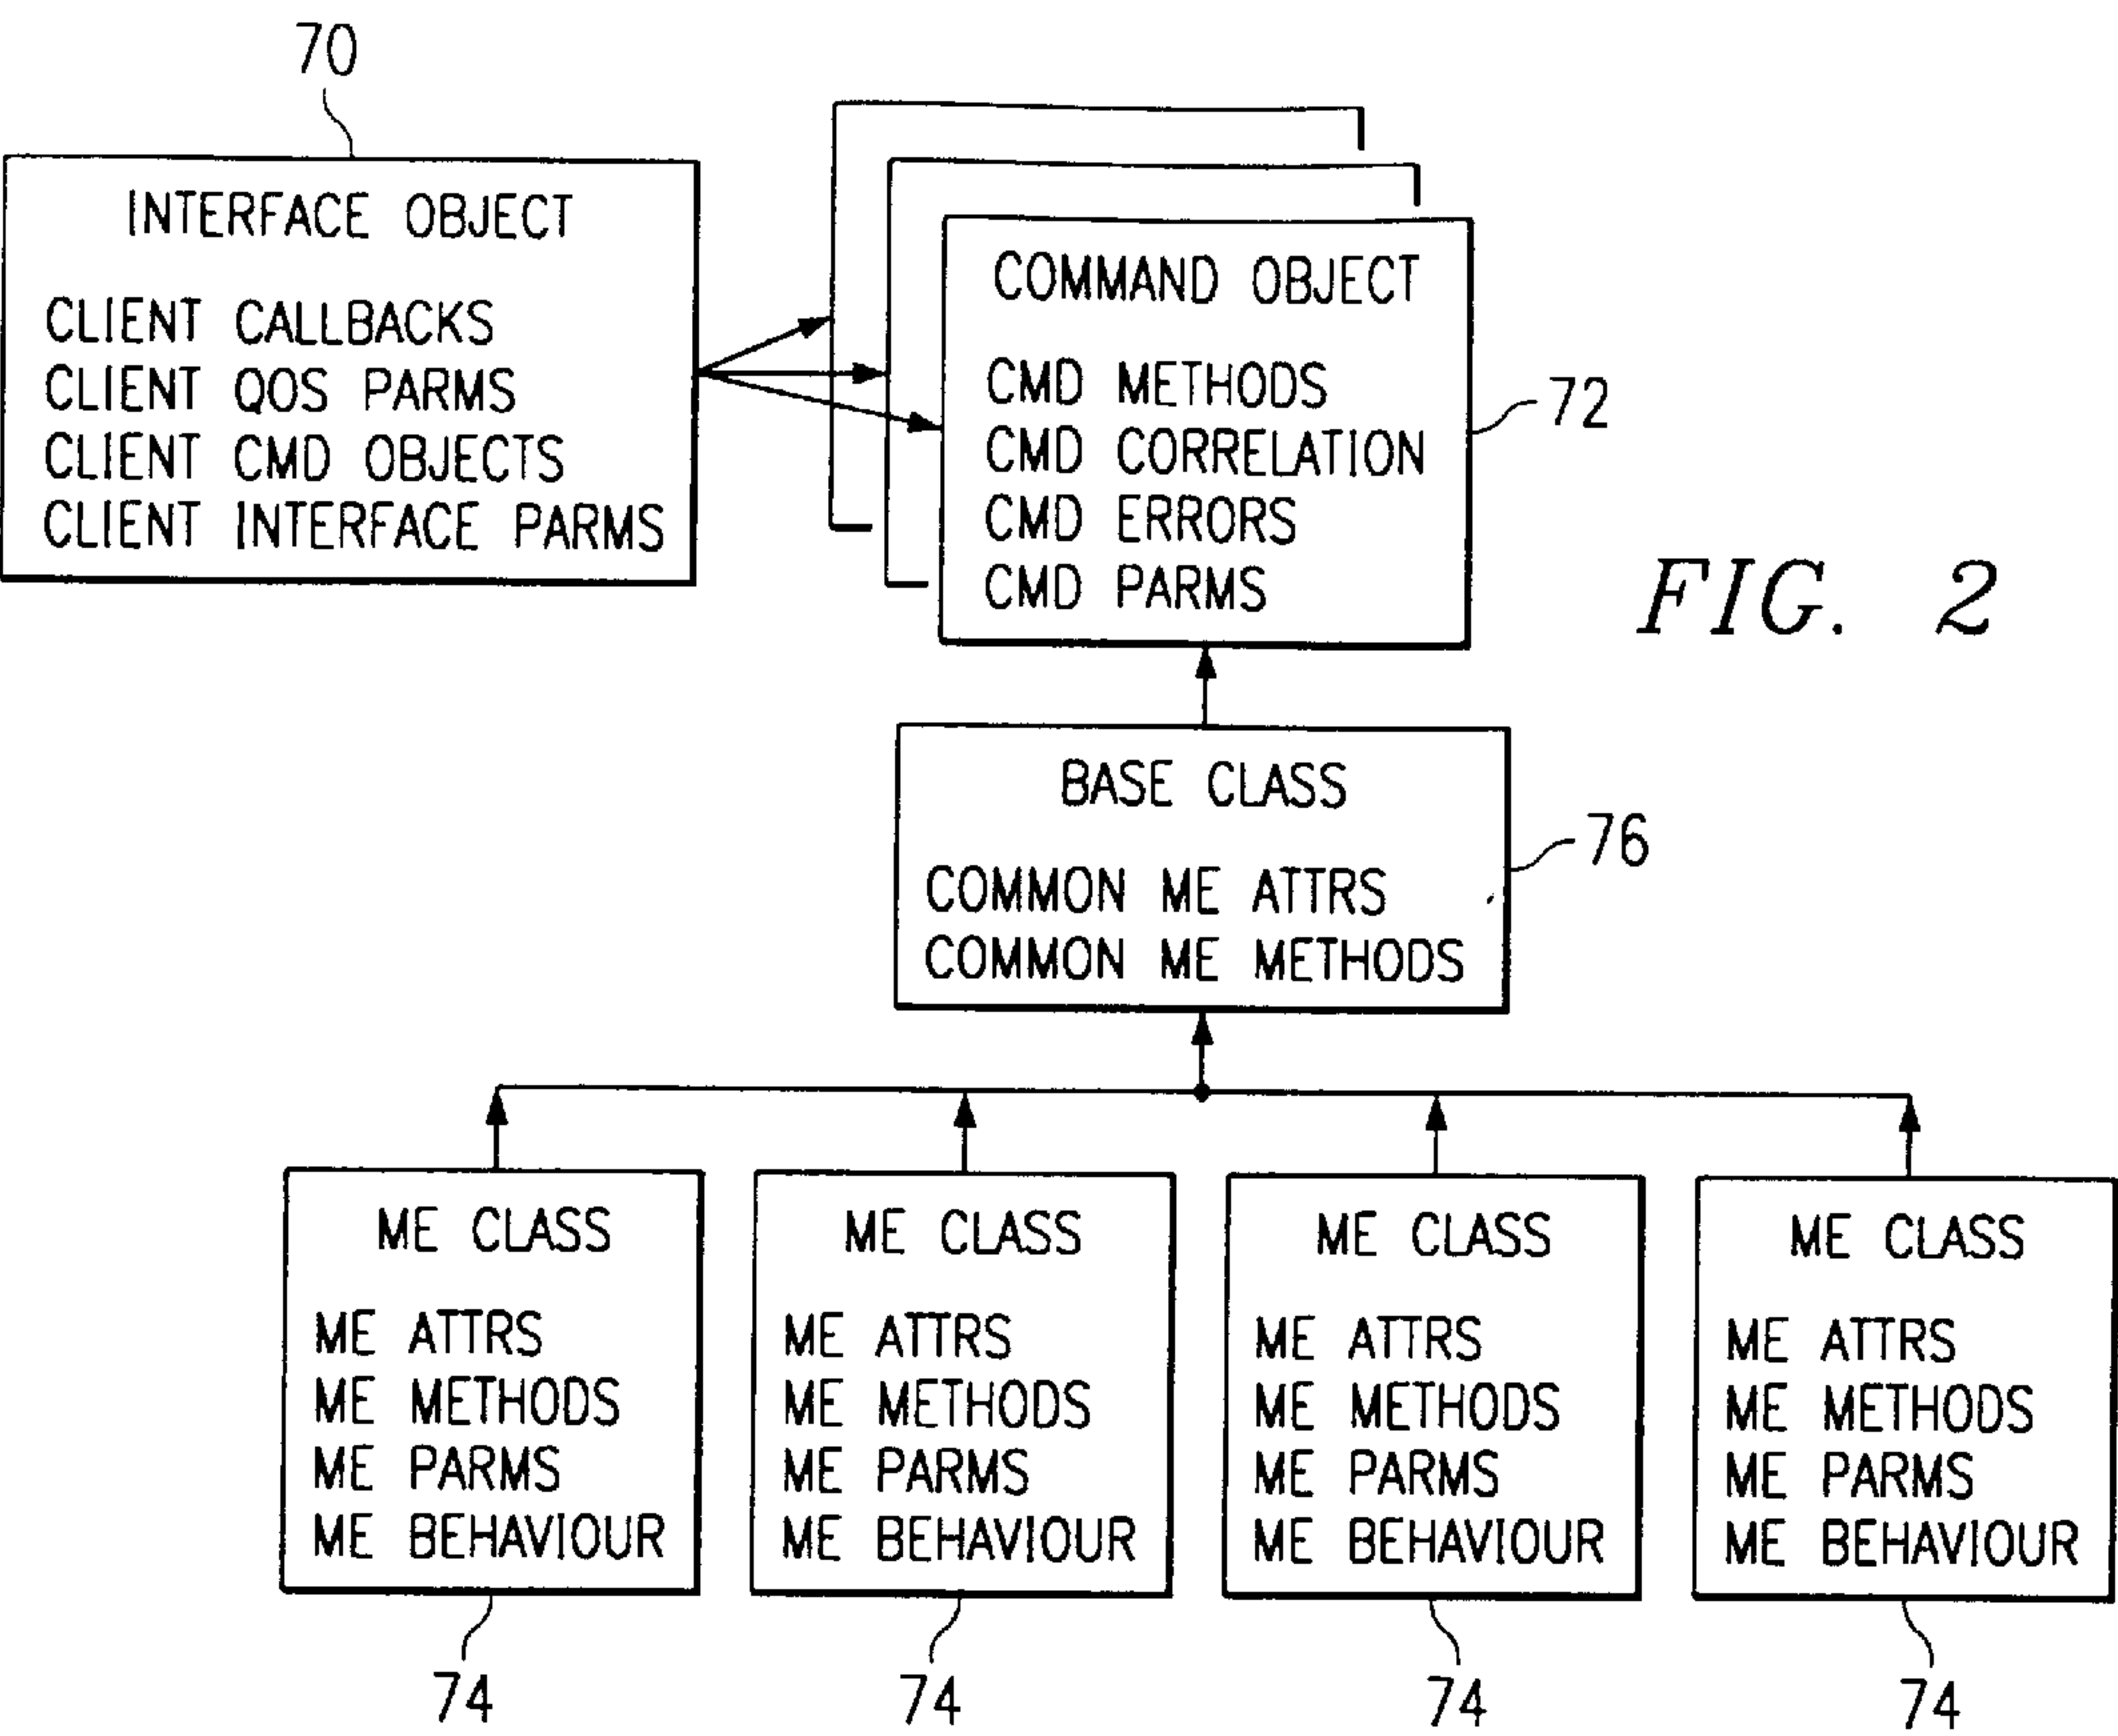 70
INTERFACE OBJECT
CLIENT CALLBACKS
CLIENT QOS PARMS
CLIENT CMD OBJECTS
CLIENT INTERFACE PARMS
COMMAND OBJECT
CMD METHODS
CMD CORRELATION
CMD ERRORS
CMD PARMS
72
FIG. 2
BASE CLASS
COMMON ME ATTRS
COMMON ME METHODS
76
ME CLASS
ME ATTRS
ME METHODS
ME PARMS
ME BEHAVIOUR
74
ME CLASS
ME ATTRS
ME METHODS
ME PARMS
ME BEHAVIOUR
74
ME CLASS
ME ATTRS
ME METHODS
ME PARMS
ME BEHAVIOUR
74
ME CLASS
ME ATTRS
ME METHODS
ME PARMS
ME BEHAVIOUR
74